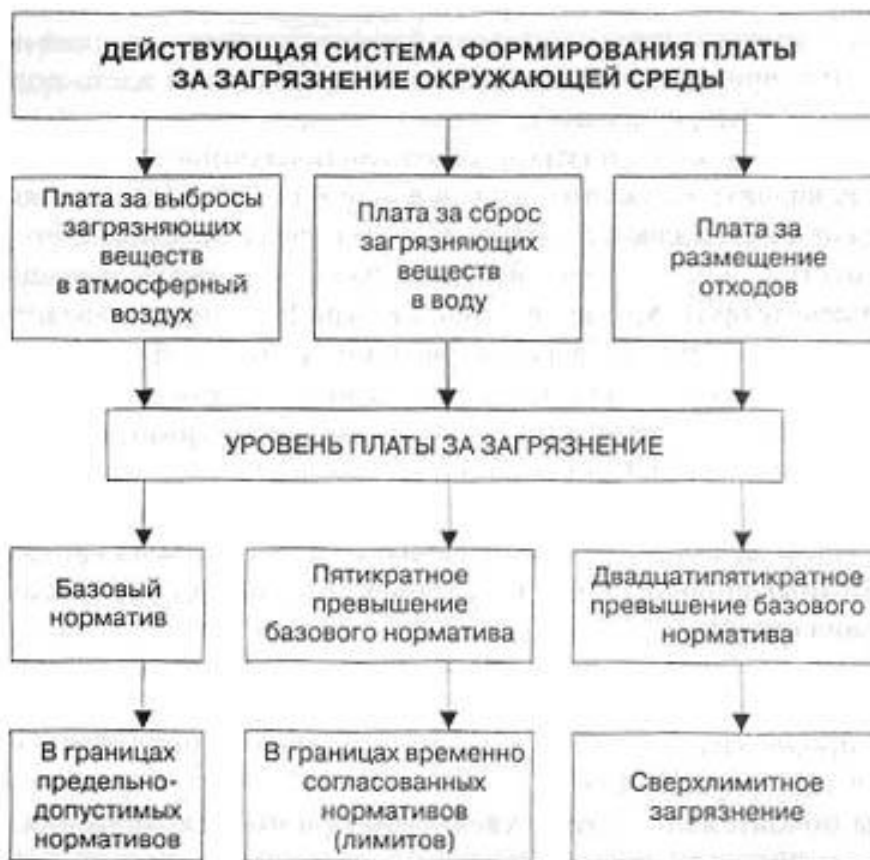 ДЕЙСТВУЮЩАЯ СИСТЕМА ФОРМИРОВАНИЯ ПЛАТЫ
ЗА ЗАГРЯЗНЕНИЕ ОКРУЖАЮЩЕЙ СРЕДЫ
Плата за выбросы
загрязняющих
веществ
в атмосферный
воздух
Плата за сброс
загрязняющих
веществ
в воду
Плата за
размещение
отходов
УРОВЕНЬ ПЛАТЫ ЗА ЗАГРЯЗНЕНИЕ
Базовый
норматив
Пятикратное
превышение
базового норматива
Двадцатипятикратное
превышение базового
норматива
В границах
предельно-
допустимых
нормативов
В границах временно
согласованных
нормативов
(лимитов)
Сверхлимитное
загрязнение